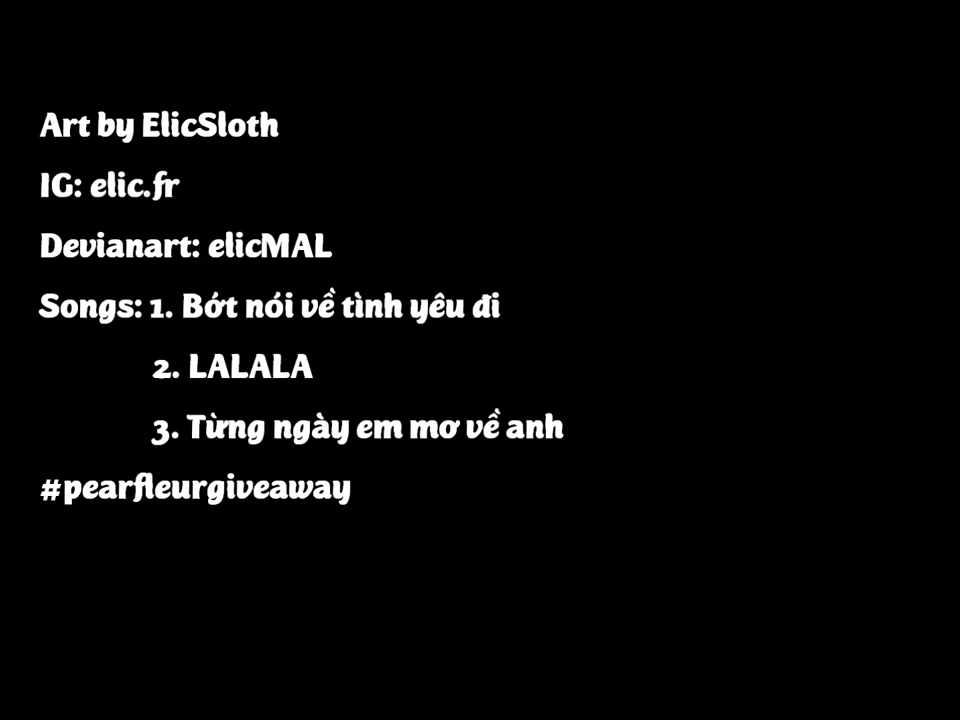 Art by ElicSloth
IG: elic.fr
Devianart: elicMAL
Songs: 1. Bớt nói về tình yêu đi
2. LALALA
3. Từng ngày em mơ về anh
#pearfleurgiveaway